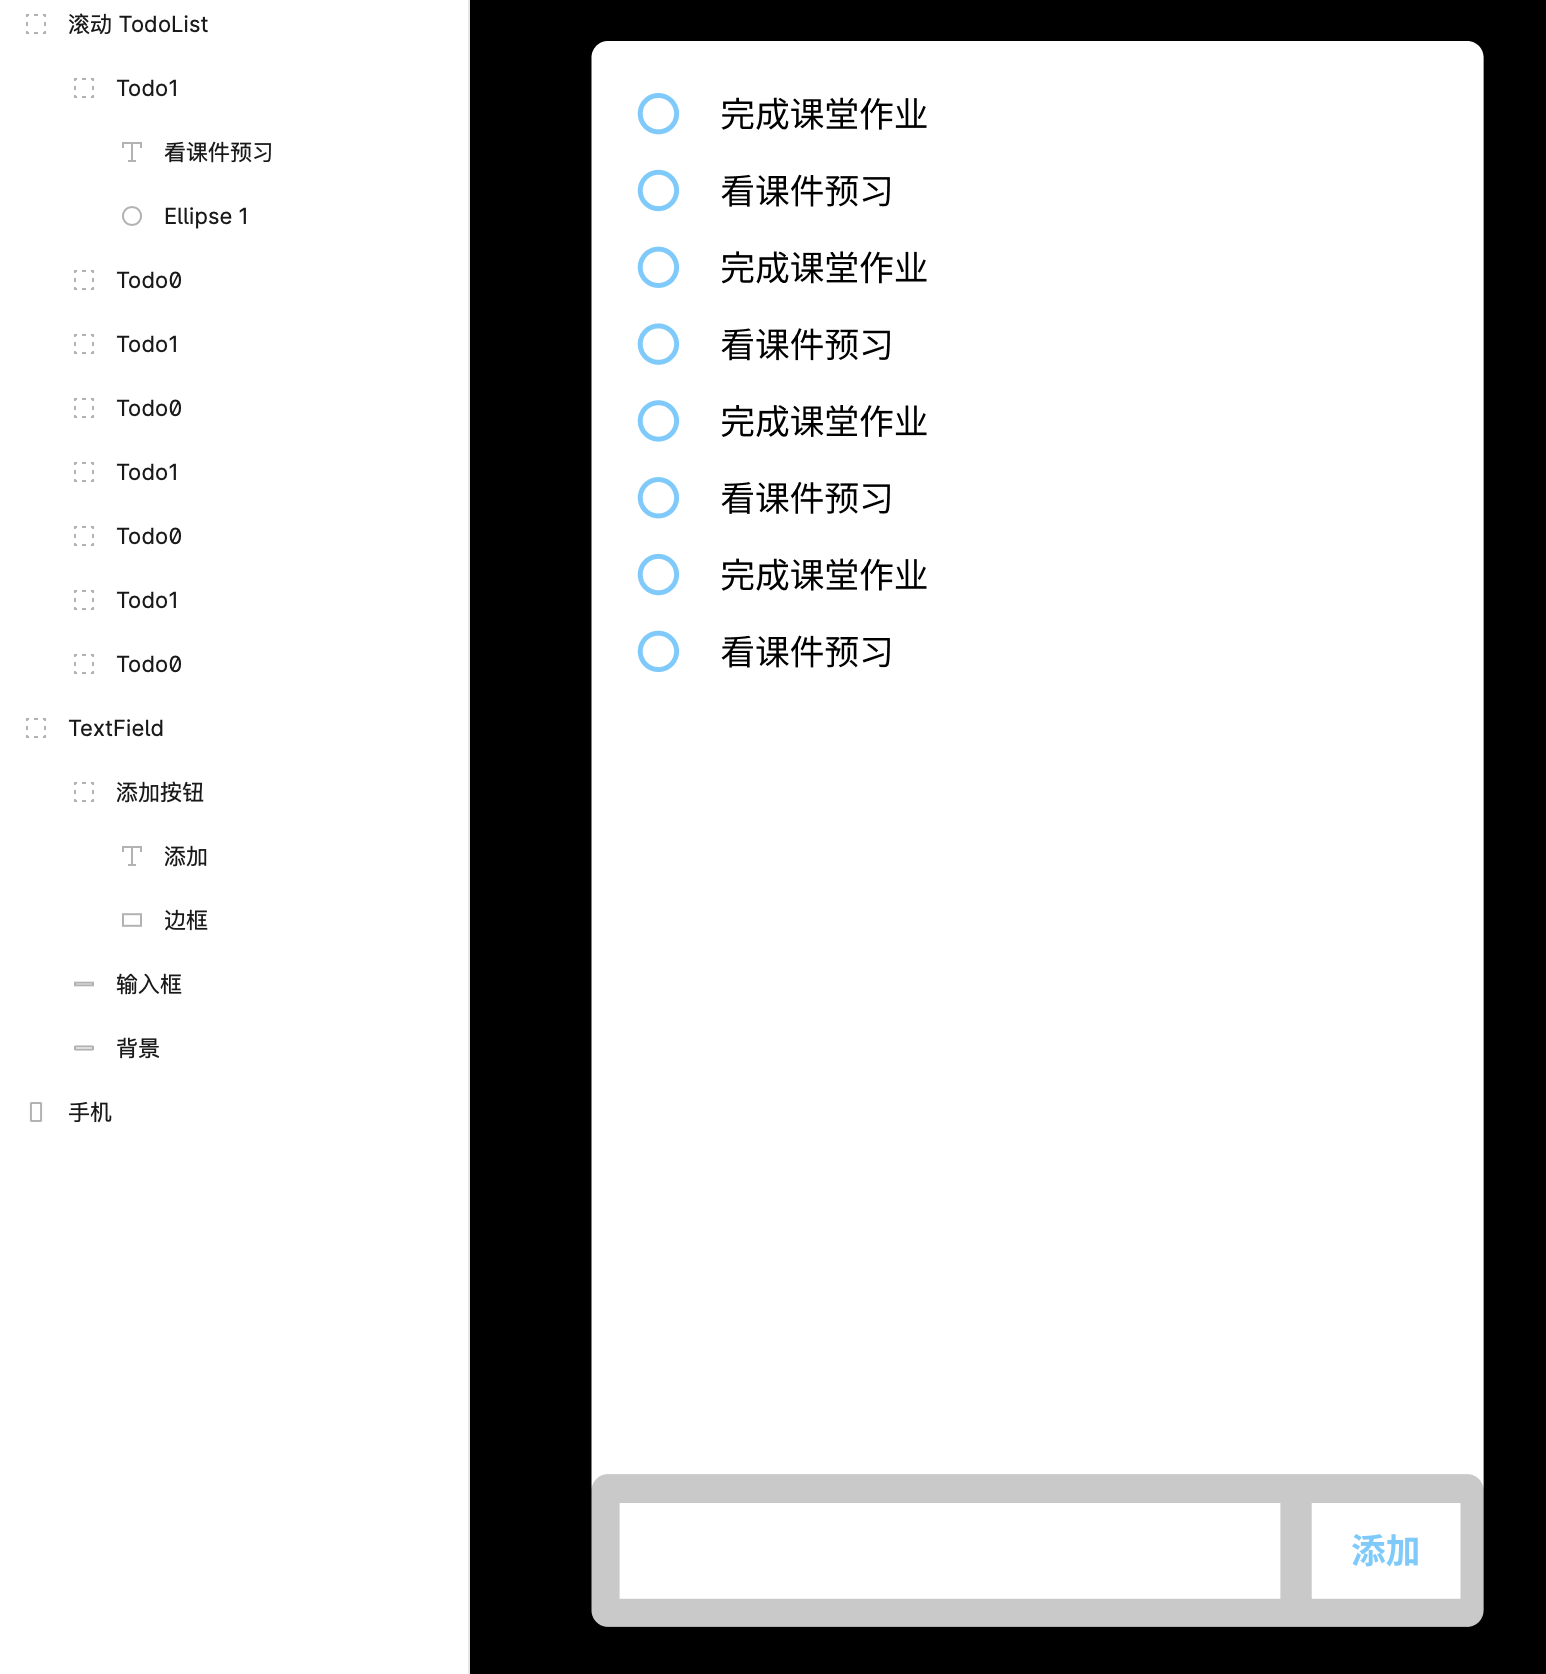 滚动 TodoList
Todo1
看课件预习
Ellipse 1
Todo0
Todo1
Todo0
Todo1
Todo0
Todo1
Todo0
TextField
添加按钮
添加
边框
输入框
背景
手机
完成课堂作业
看课件预习
完成课堂作业
看课件预习
完成课堂作业
看课件预习
完成课堂作业
看课件预习
添加